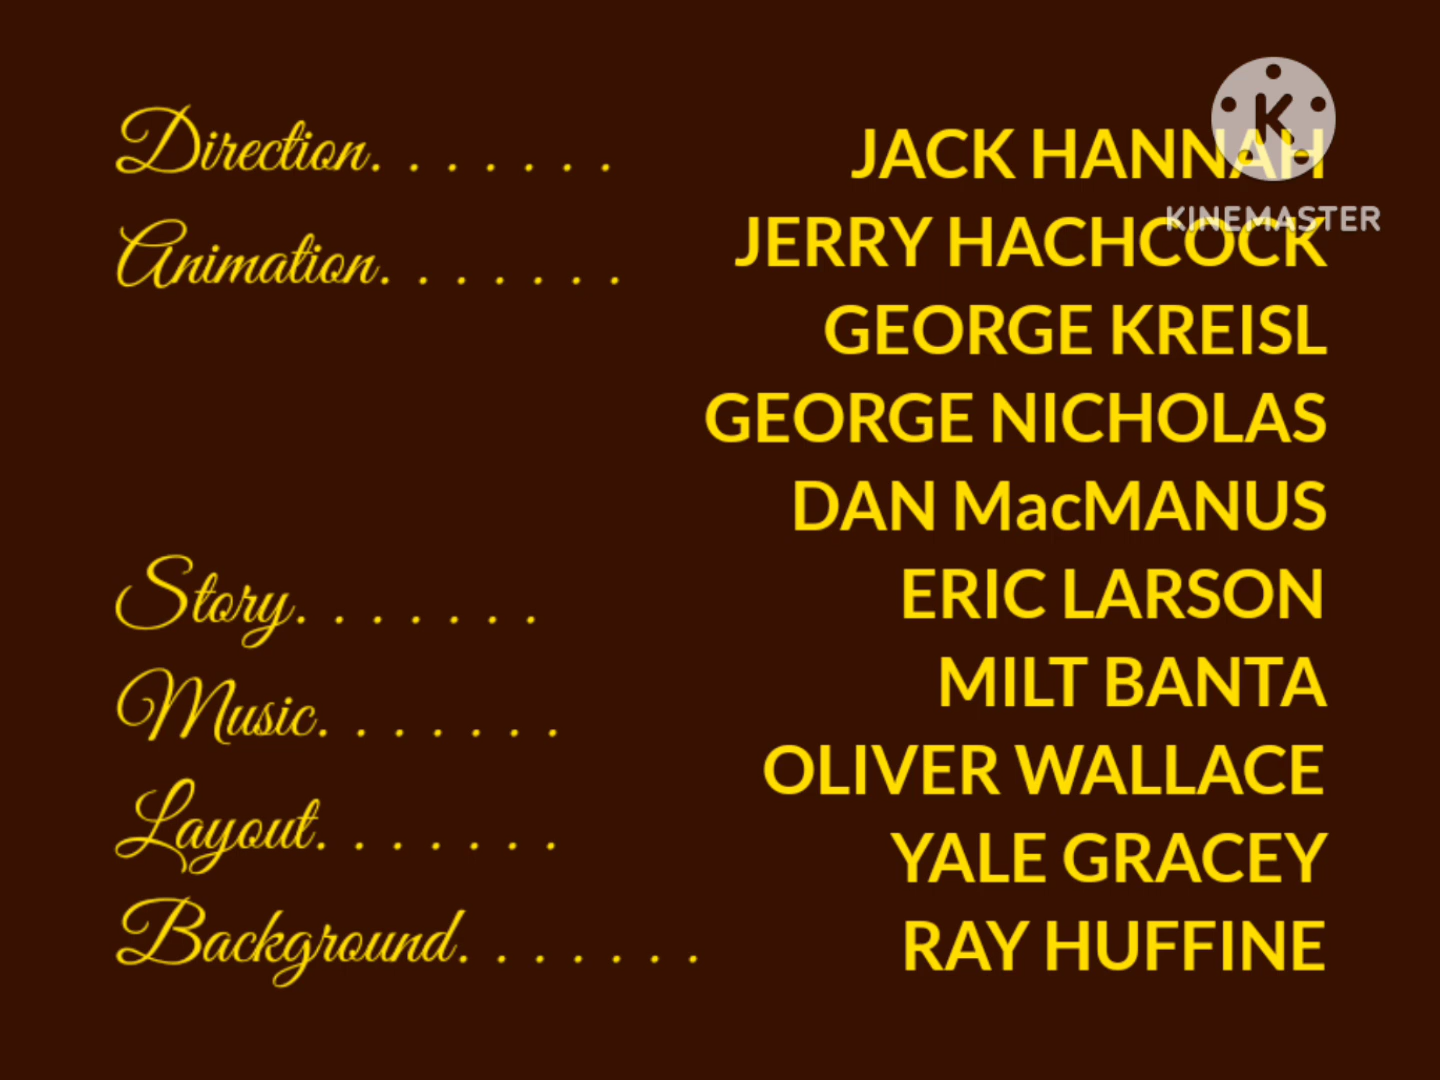 Direction. . . . . . . JACK HANNAH
Animation. . . . . . . JERRY HACHCOCK
GEORGE KREISL
GEORGE NICHOLAS
DAN MacMANUS
Story. . . . . . . ERIC LARSON
Music. . . . . . . MILT BANTA
OLIVER WALLACE
Layout. . . . . . . YALE GRACEY
Background. . . . . . . RAY HUFFINE
K
KINEMASTER